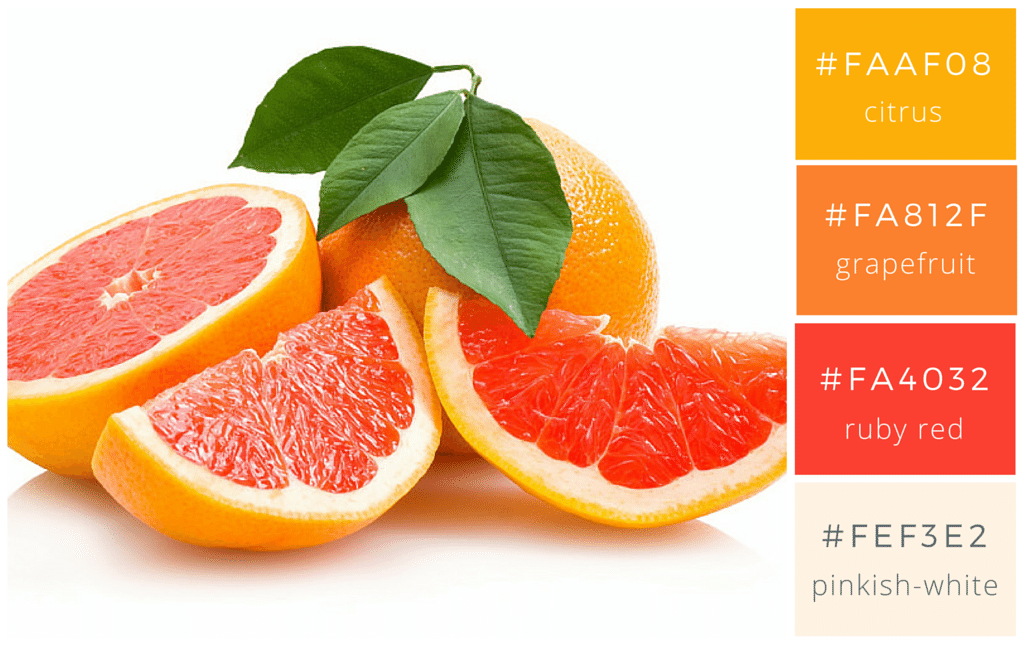 #FAAF08
citrus
#FA812F
grapefruit
#FA4032
ruby red
#FEF3E2
pinkish-white